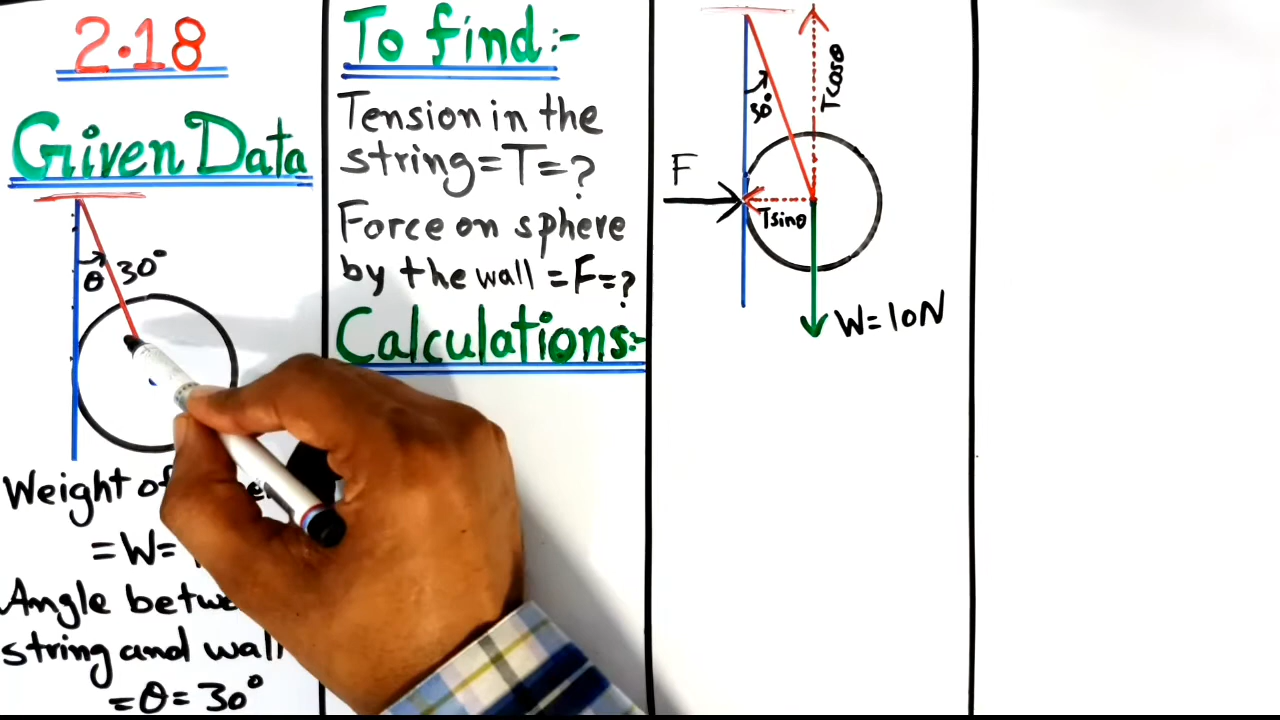 2.18
Given Data
θ 30°
Weight of
= W=
Angle
string and wall
= θ = 30°
To find:-
Tension in the
string = T = ?
Force on sphere
by the wall = F = ?
Calculations:-
30°
Tcosθ
F
Tsinθ
W = 10N